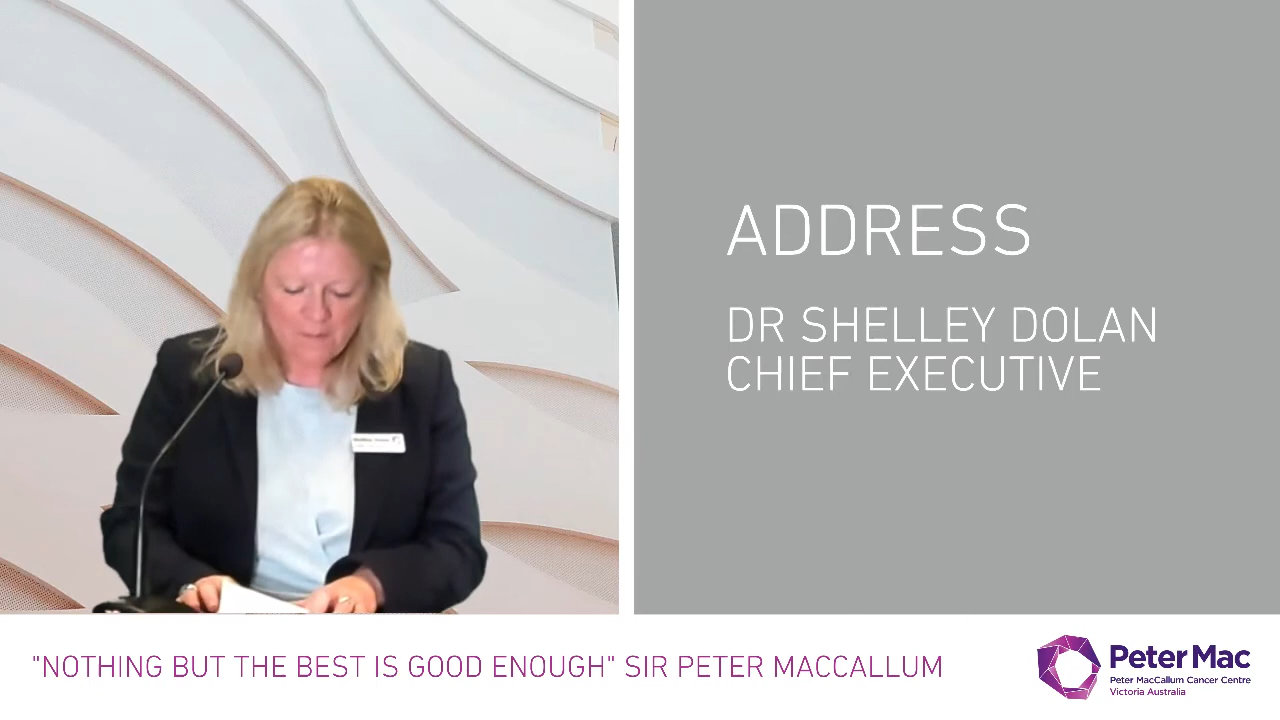 ADDRESS
DR SHELLEY DOLAN
CHIEF EXECUTIVE
"NOTHING BUT THE BEST IS GOOD ENOUGH" SIR PETER MACCALLUM
Peter Mac
Peter MacCallum Cancer Centre
Victoria Australia